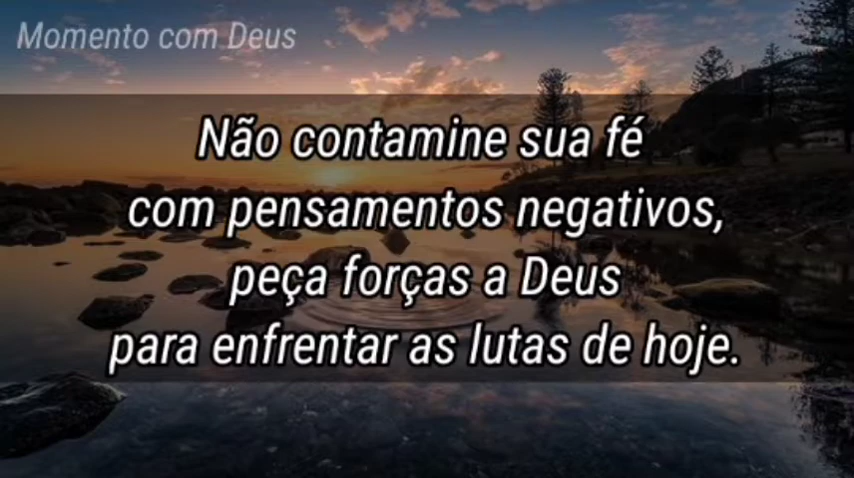 Momento com Deus
Não contamine sua fé
com pensamentos negativos,
peça forças a Deus
para enfrentar as lutas de hoje.